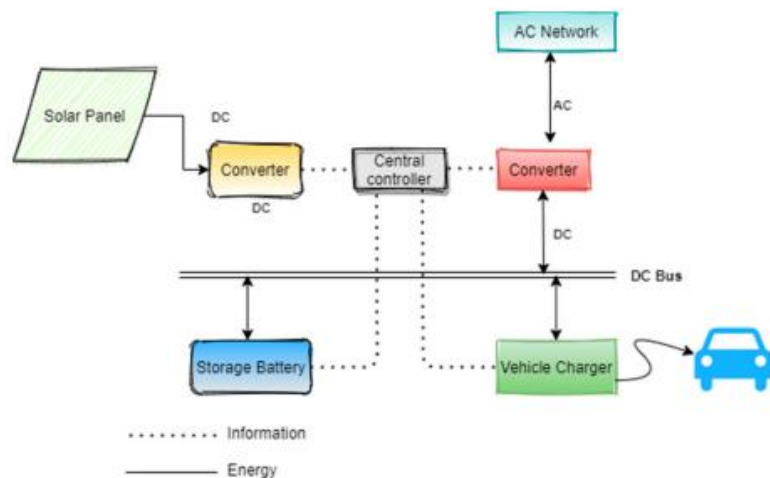 AC Network
Solar Panel
DC
AC
Converter
Central
controller
Converter
DC
DC
DC Bus
Storage Battery
Vehicle Charger
Information
Energy